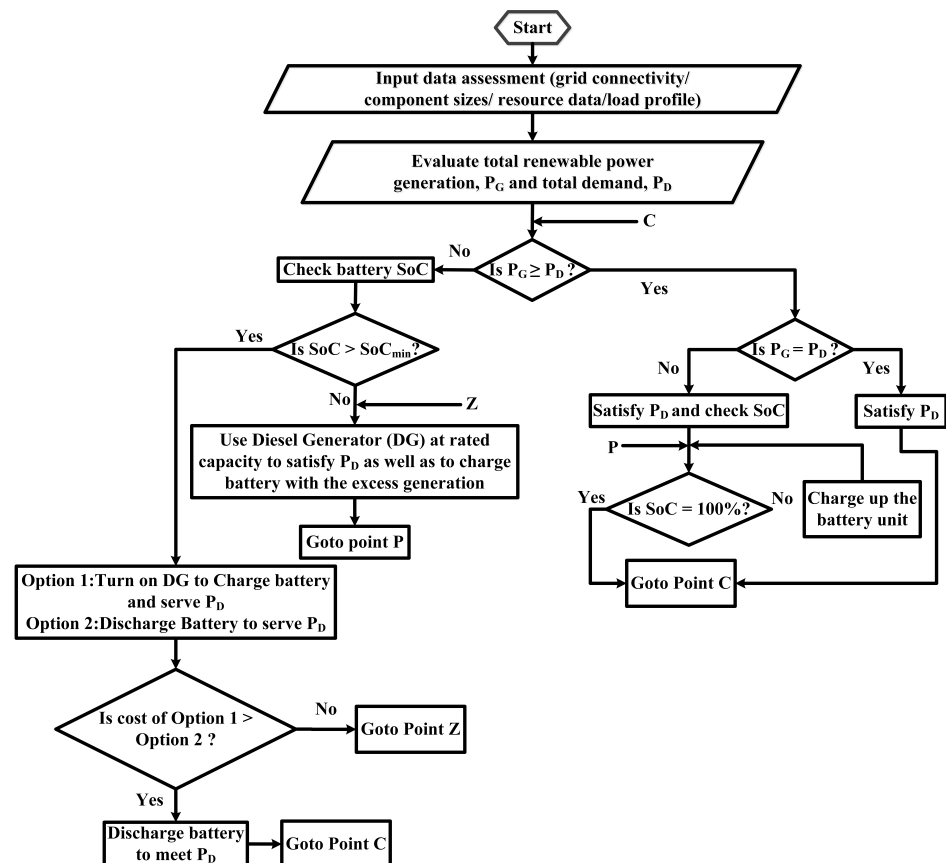 Start
Input data assessment (grid connectivity/
component sizes/ resource data/load profile)
Evaluate total renewable power
generation, PG and total demand, PD
C
No
Is PG ≥ PD ?
Check battery SoC
Yes
Yes
Is SoC > SoCmin?
Is PG = PD ?
No
Yes
No
Z
Satisfy PD and check SoC
Satisfy PD
Use Diesel Generator (DG) at rated
capacity to satisfy PD as well as to charge
battery with the excess generation
P
Yes
Is SoC = 100%?
No
Charge up the
battery unit
Goto point P
Goto Point C
Option 1:Turn on DG to Charge battery
and serve PD
Option 2:Discharge Battery to serve PD
Is cost of Option 1 >
Option 2 ?
No
Goto Point Z
Yes
Discharge battery
to meet PD
Goto Point C